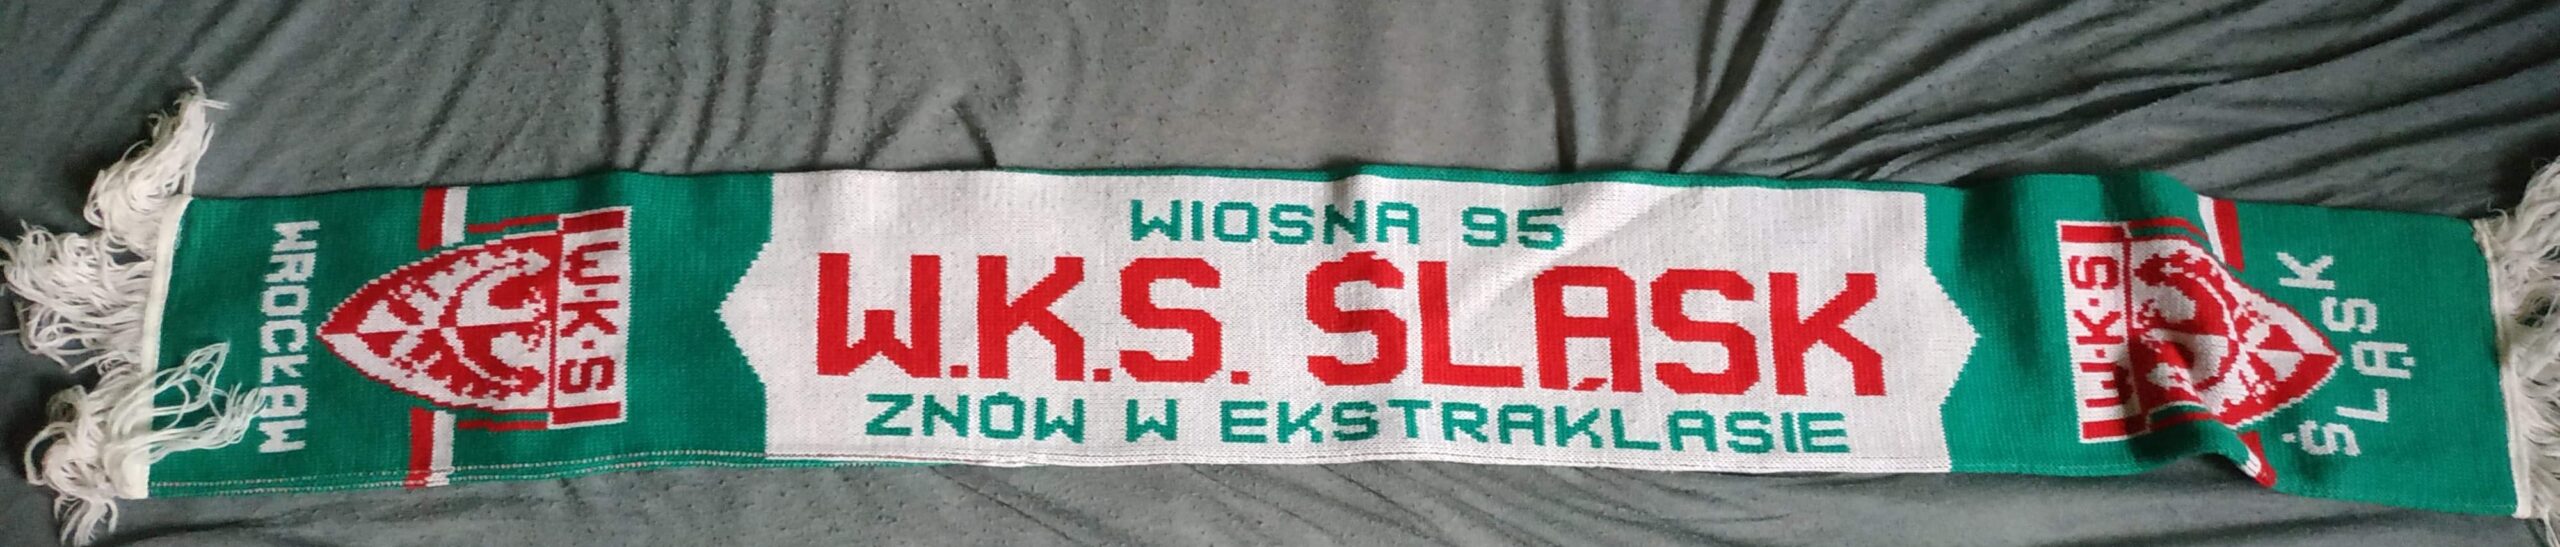 WROCŁAW
W·K·S
WIOSNA 95
W.K.S. ŚLĄSK
ZNÓW W EKSTRAKLASIE
W·K·S
ŚLĄSK